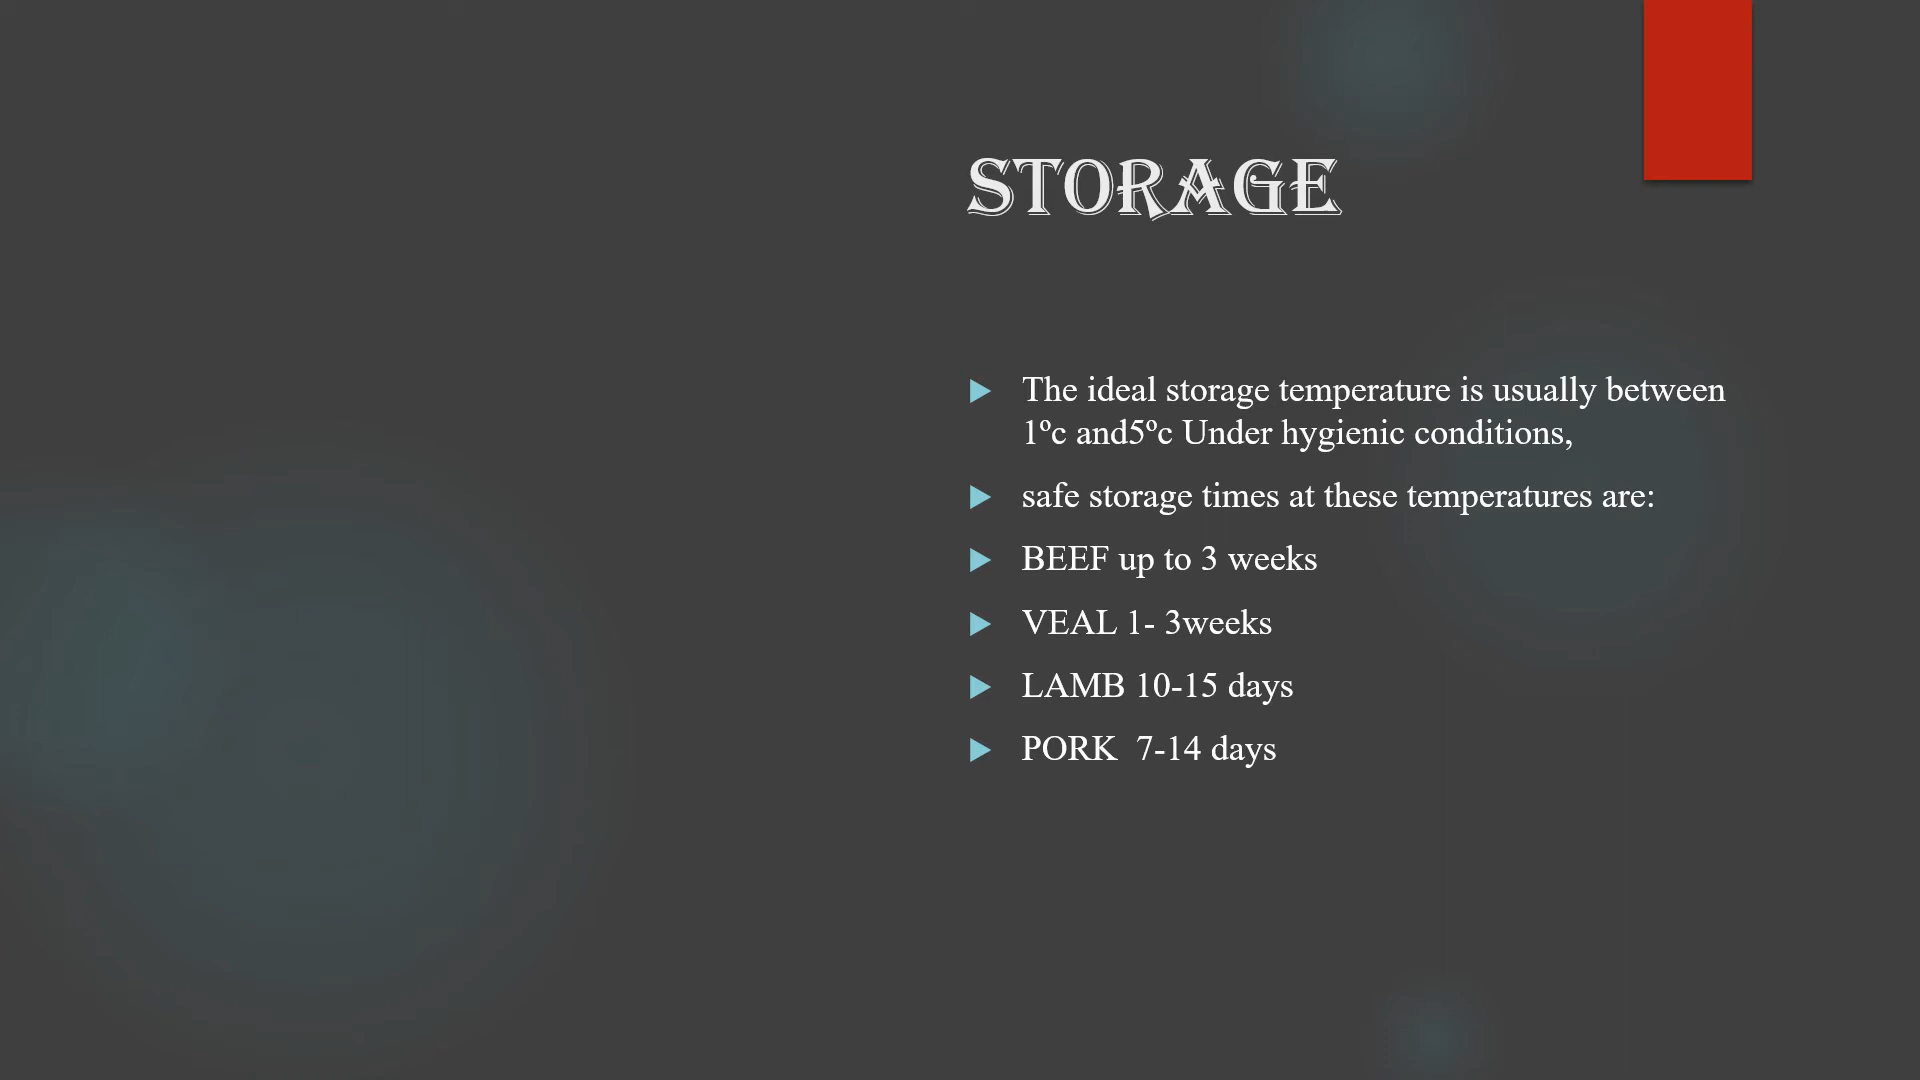 STORAGE
The ideal storage temperature is usually between
1ºc and5ºc Under hygienic conditions,
safe storage times at these temperatures are:
BEEF up to 3 weeks
VEAL 1- 3weeks
LAMB 10-15 days
PORK  7-14 days